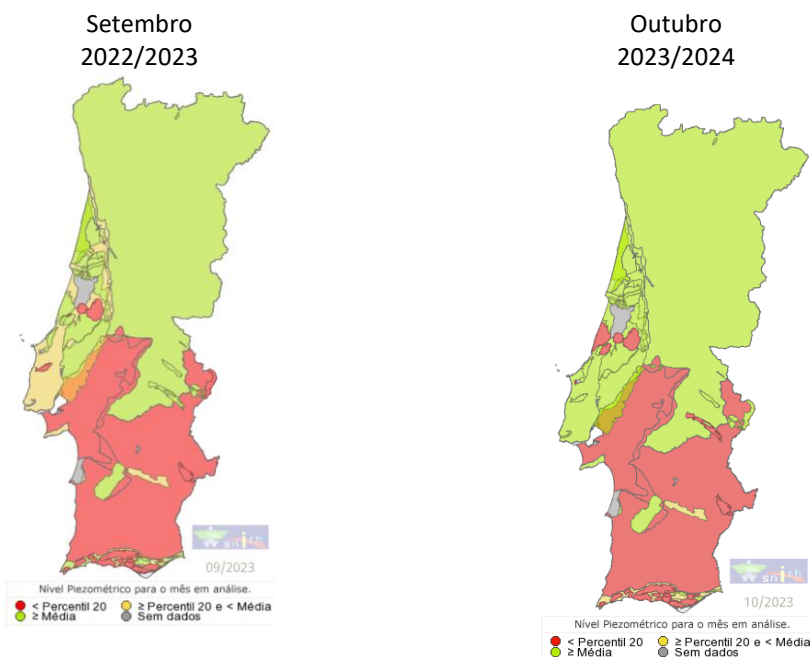 Setembro
2022/2023
snirh
09/2023
Nível Piezométrico para o mês em análise.
< Percentil 20
≥ Percentil 20 e < Média
≥ Média
Sem dados
Outubro
2023/2024
snirh
10/2023
Nível Piezométrico para o mês em análise.
< Percentil 20
≥ Percentil 20 e < Média
≥ Média
Sem dados